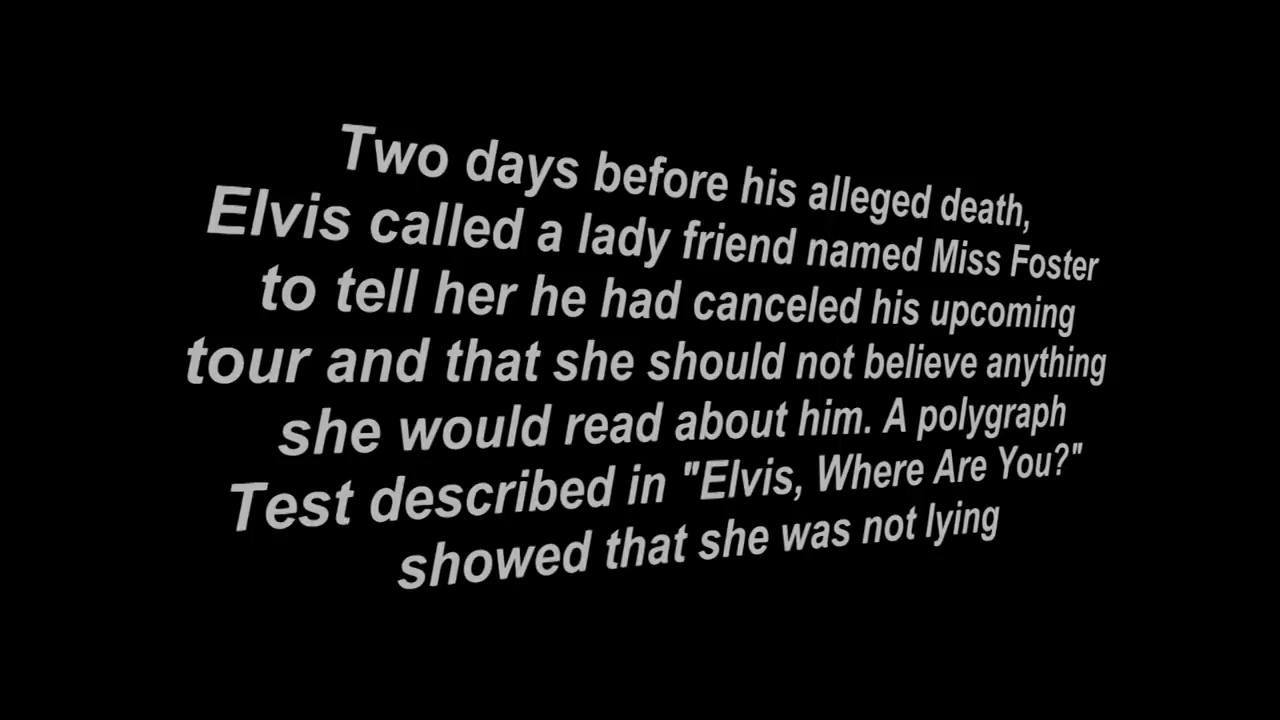 Two days before his alleged death,
Elvis called a lady friend named Miss Foster
to tell her he had canceled his upcoming
tour and that she should not believe anything
she would read about him. A polygraph
Test described in "Elvis, Where Are You?"
showed that she was not lying